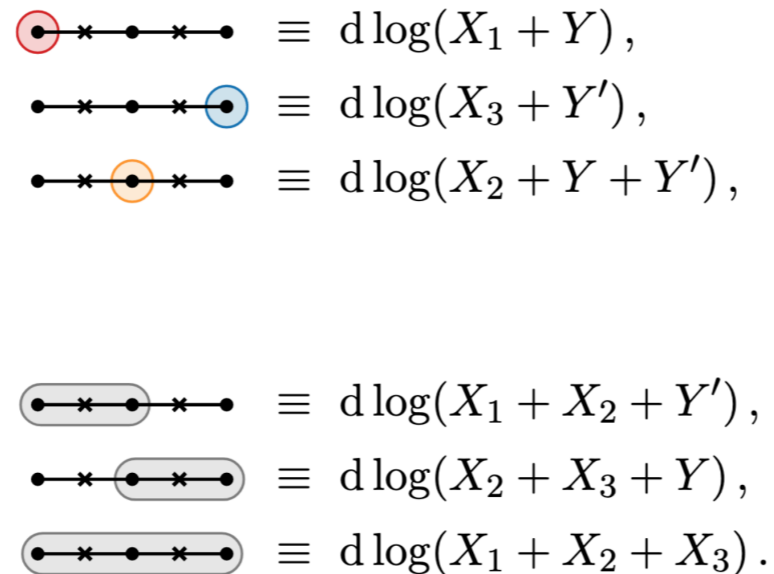 ≡ d log(X₁ + Y) ,
≡ d log(X₃ + Y′) ,
≡ d log(X₂ + Y + Y′) ,
≡ d log(X₁ + X₂ + Y′) ,
≡ d log(X₂ + X₃ + Y) ,
≡ d log(X₁ + X₂ + X₃) .